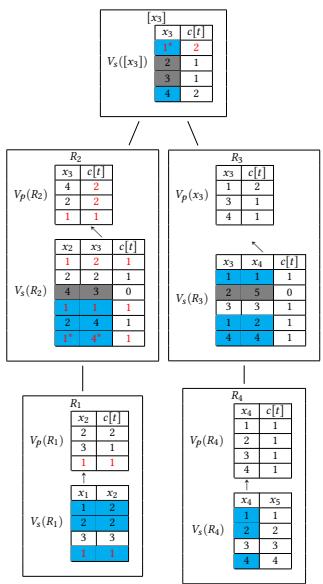 [x3]
x3 c[t]
Vs([x3])
1* 2
2 1
3 1
4 2
R2
x3 c[t]
Vp(R2)
4 2
2 2
1 1
x2 x3 c[t]
Vs(R2)
1 2 1
2 2 1
4 3 0
1 1 1
2 4 1
1* 4* 1
R3
x3 c[t]
Vp(x3)
1 2
3 1
4 1
x3 x4 c[t]
Vs(R3)
1 1 1
2 5 0
3 3 1
1 2 1
4 4 1
R1
x2 c[t]
Vp(R1)
2 2
3 1
1 1
x1 x2
Vs(R1)
1 2
2 2
3 3
1 1
R4
x4 c[t]
Vp(R4)
1 1
2 1
3 1
4 1
x4 x5
Vs(R4)
1 1
2 2
3 3
4 4